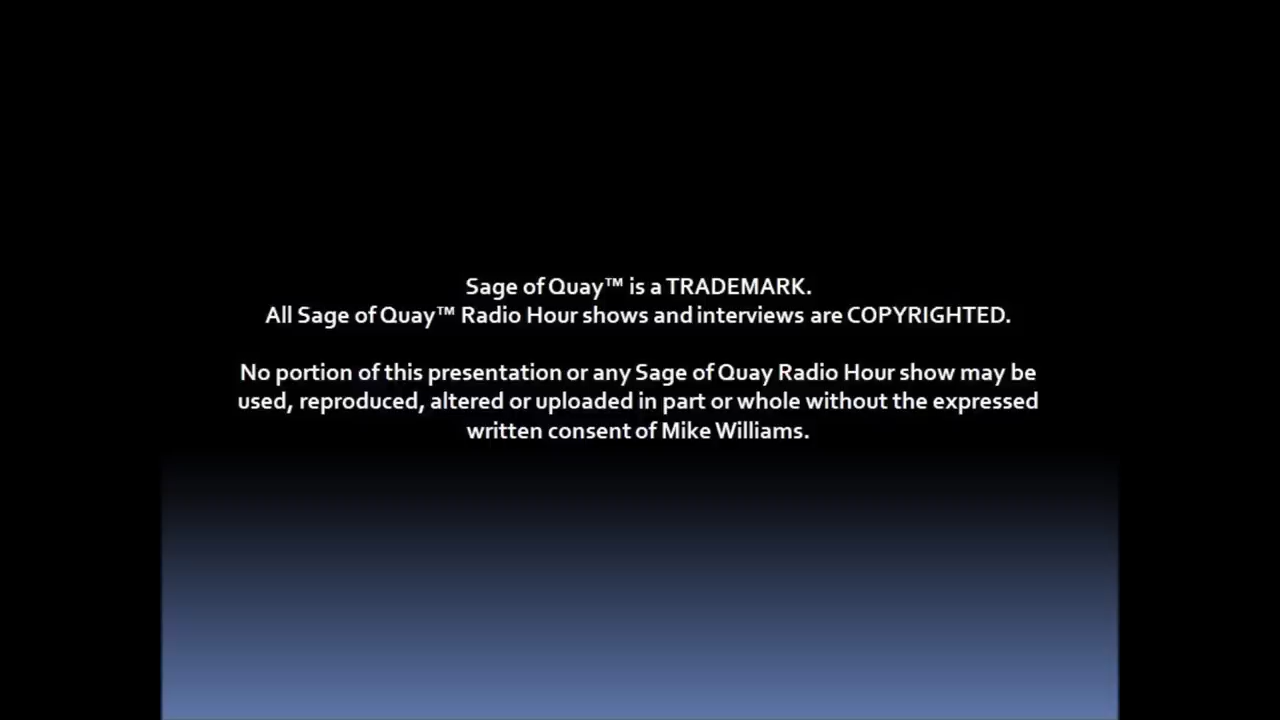 Sage of Quay™ is a TRADEMARK.
All Sage of Quay™ Radio Hour shows and interviews are COPYRIGHTED.
No portion of this presentation or any Sage of Quay Radio Hour show may be
used, reproduced, altered or uploaded in part or whole without the expressed
written consent of Mike Williams.